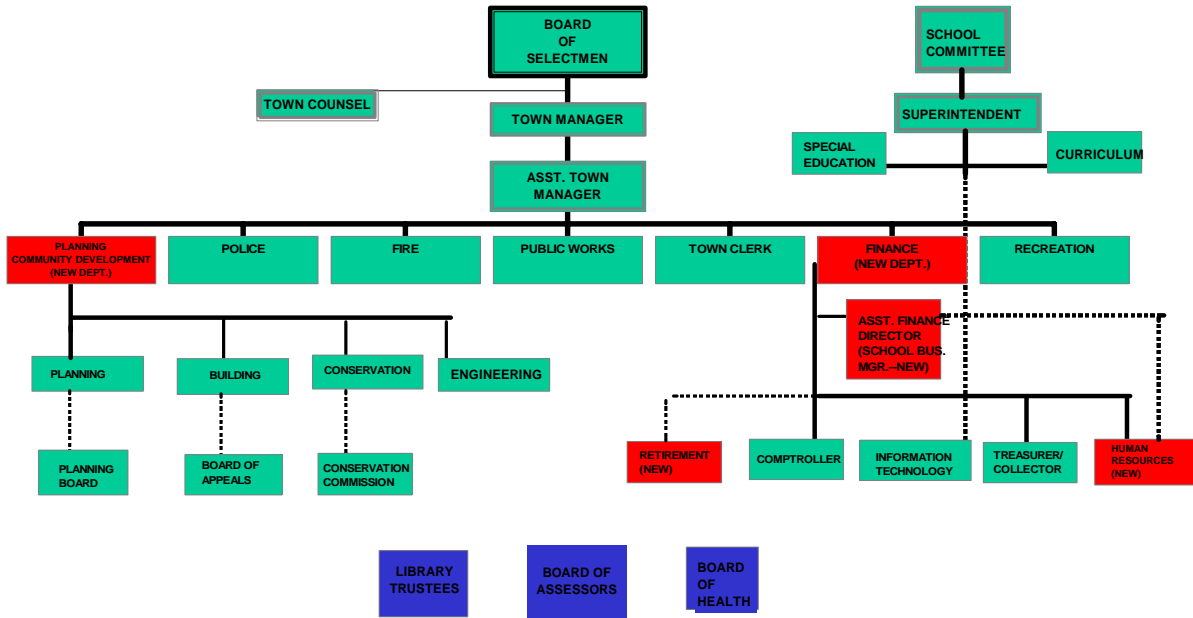 BOARD
OF
SELECTMEN
SCHOOL
COMMITTEE
TOWN COUNSEL
TOWN MANAGER
SUPERINTENDENT
SPECIAL
EDUCATION
CURRICULUM
ASST. TOWN
MANAGER
PLANNING
COMMUNITY DEVELOPMENT
(NEW DEPT.)
POLICE
FIRE
PUBLIC WORKS
TOWN CLERK
FINANCE
(NEW DEPT.)
RECREATION
ASST. FINANCE
DIRECTOR
(SCHOOL BUS.
MGR.--NEW)
PLANNING
BUILDING
CONSERVATION
ENGINEERING
PLANNING
BOARD
BOARD OF
APPEALS
CONSERVATION
COMMISSION
RETIREMENT
(NEW)
COMPTROLLER
INFORMATION
TECHNOLOGY
TREASURER/
COLLECTOR
HUMAN
RESOURCES
(NEW)
LIBRARY
TRUSTEES
BOARD OF
ASSESSORS
BOARD
OF
HEALTH